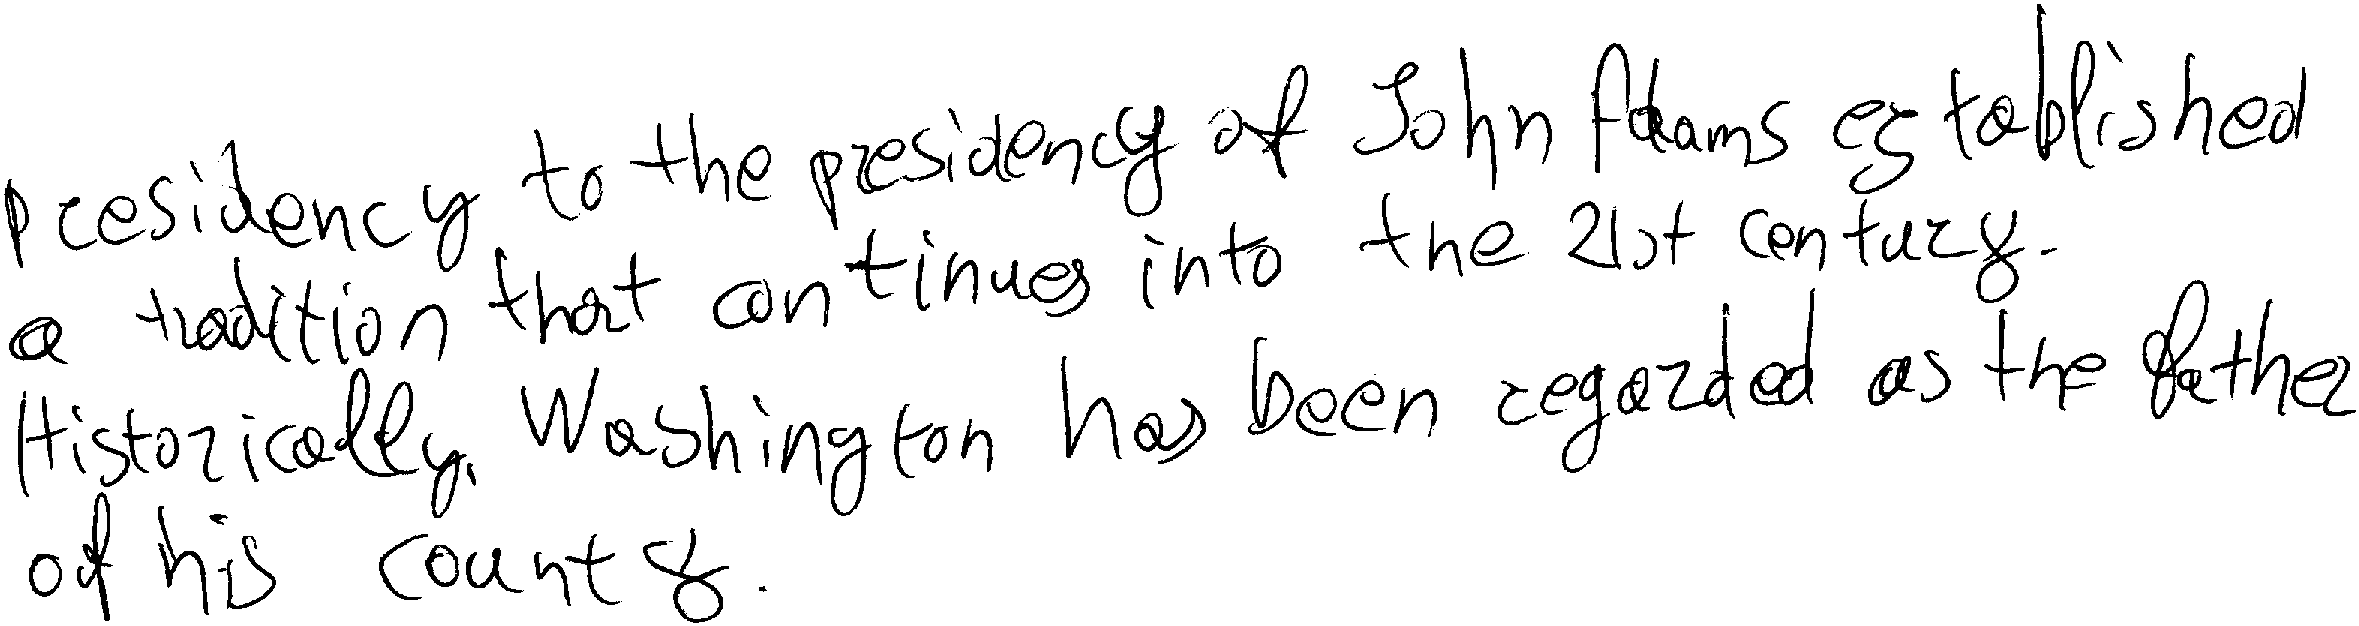 presidency to the presidency of John Adams established
a tradition that continues into the 21st century.
Historically, Washington has been regarded as the father
of his county.